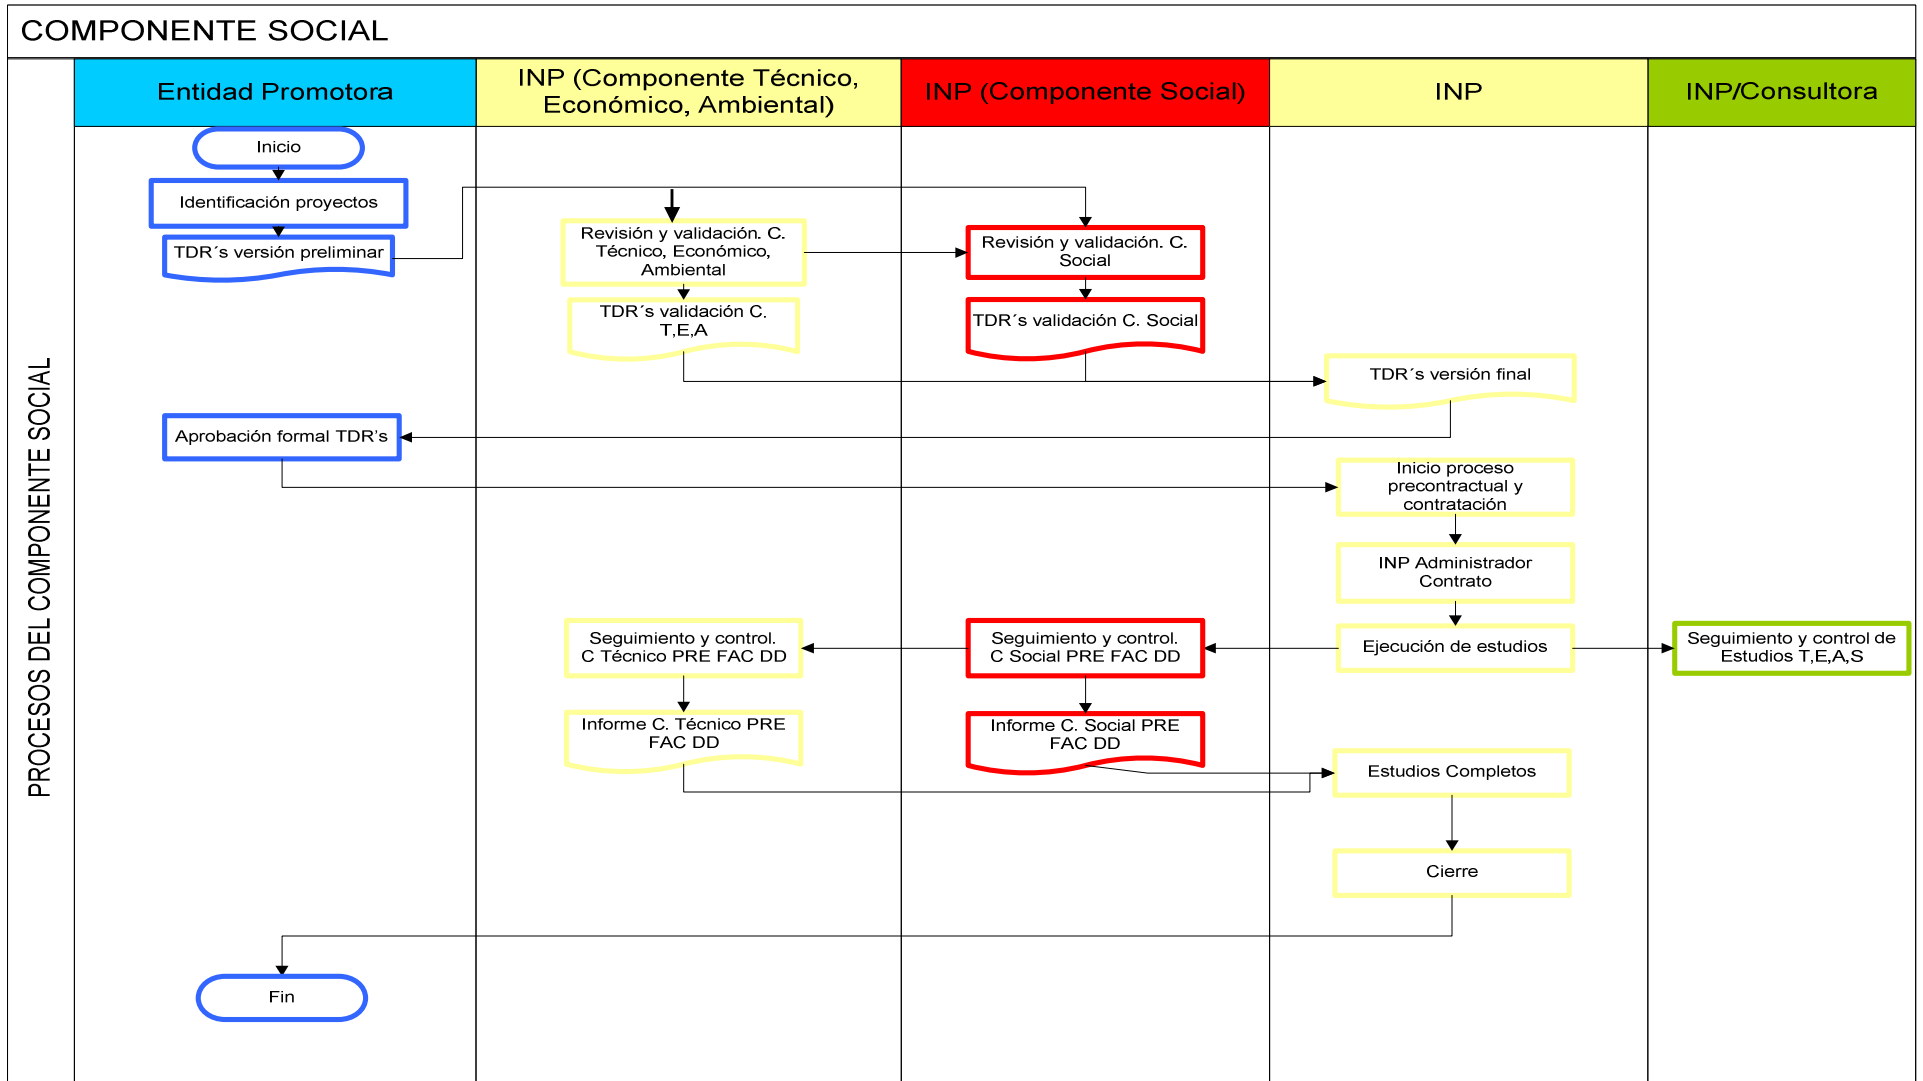 COMPONENTE SOCIAL
PROCESOS DEL COMPONENTE SOCIAL
Entidad Promotora
INP (Componente Técnico,
Económico, Ambiental)
INP (Componente Social)
INP
INP/Consultora
Inicio
Identificación proyectos
TDR´s versión preliminar
Revisión y validación. C.
Técnico, Económico,
Ambiental
Revisión y validación. C.
Social
TDR´s validación C.
T,E,A
TDR´s validación C. Social
TDR´s versión final
Aprobación formal TDR's
Inicio proceso
precontractual y
contratación
INP Administrador
Contrato
Seguimiento y control.
C Técnico PRE FAC DD
Seguimiento y control.
C Social PRE FAC DD
Ejecución de estudios
Seguimiento y control de
Estudios T,E,A,S
Informe C. Técnico PRE
FAC DD
Informe C. Social PRE
FAC DD
Estudios Completos
Cierre
Fin